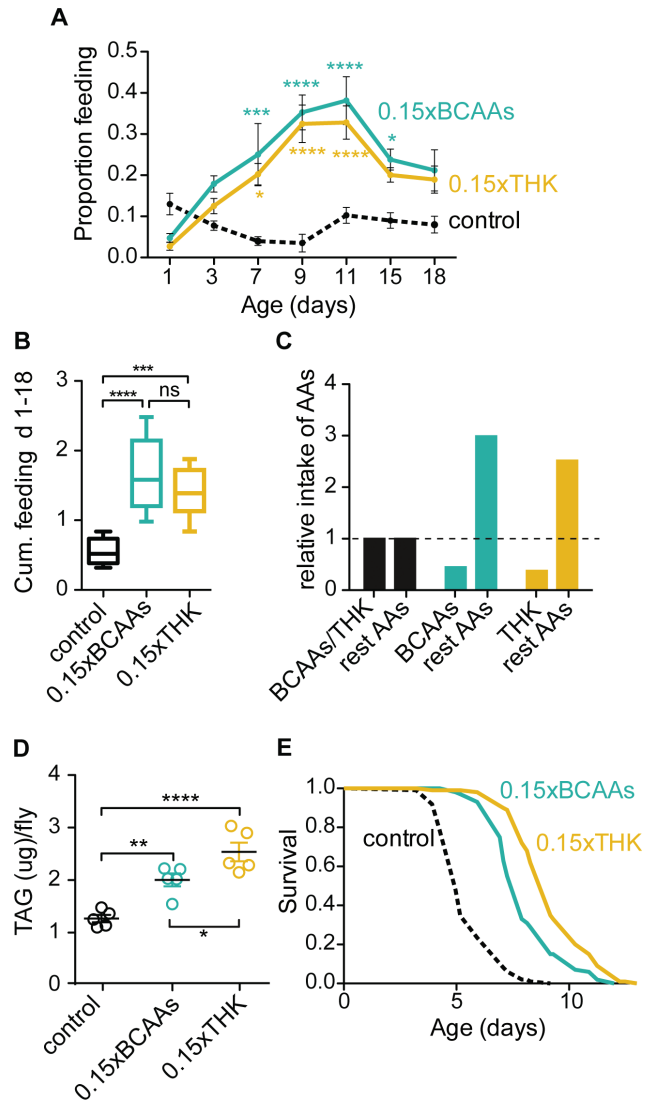 A
Proportion feeding
0.5
0.4
0.3
0.2
0.1
0.0
****
****
***
*
0.15xBCAAs
****
****
*
0.15xTHK
control
1 3 7 9 11 15 18
Age (days)
B
Cum. feeding d 1-18
3
2
1
0
***
****
ns
control
0.15xBCAAs
0.15xTHK
C
relative intake of AAs
4
3
2
1
0
BCAAs/THK
rest AAs
BCAAs
rest AAs
THK
rest AAs
D
TAG (ug)/fly
4
3
2
1
0
****
**
*
control
0.15xBCAAs
0.15xTHK
E
Survival
1.0
0.8
0.6
0.4
0.2
0.0
0.15xBCAAs
control
0.15xTHK
0 5 10
Age (days)